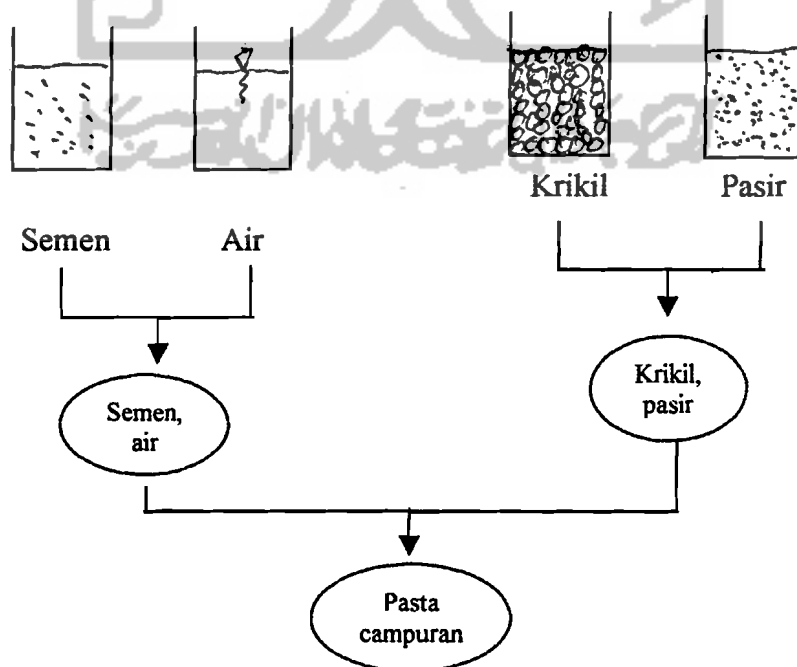 Krikil Pasir
Semen Air
Semen,
air
Krikil,
pasir
Pasta
campuran